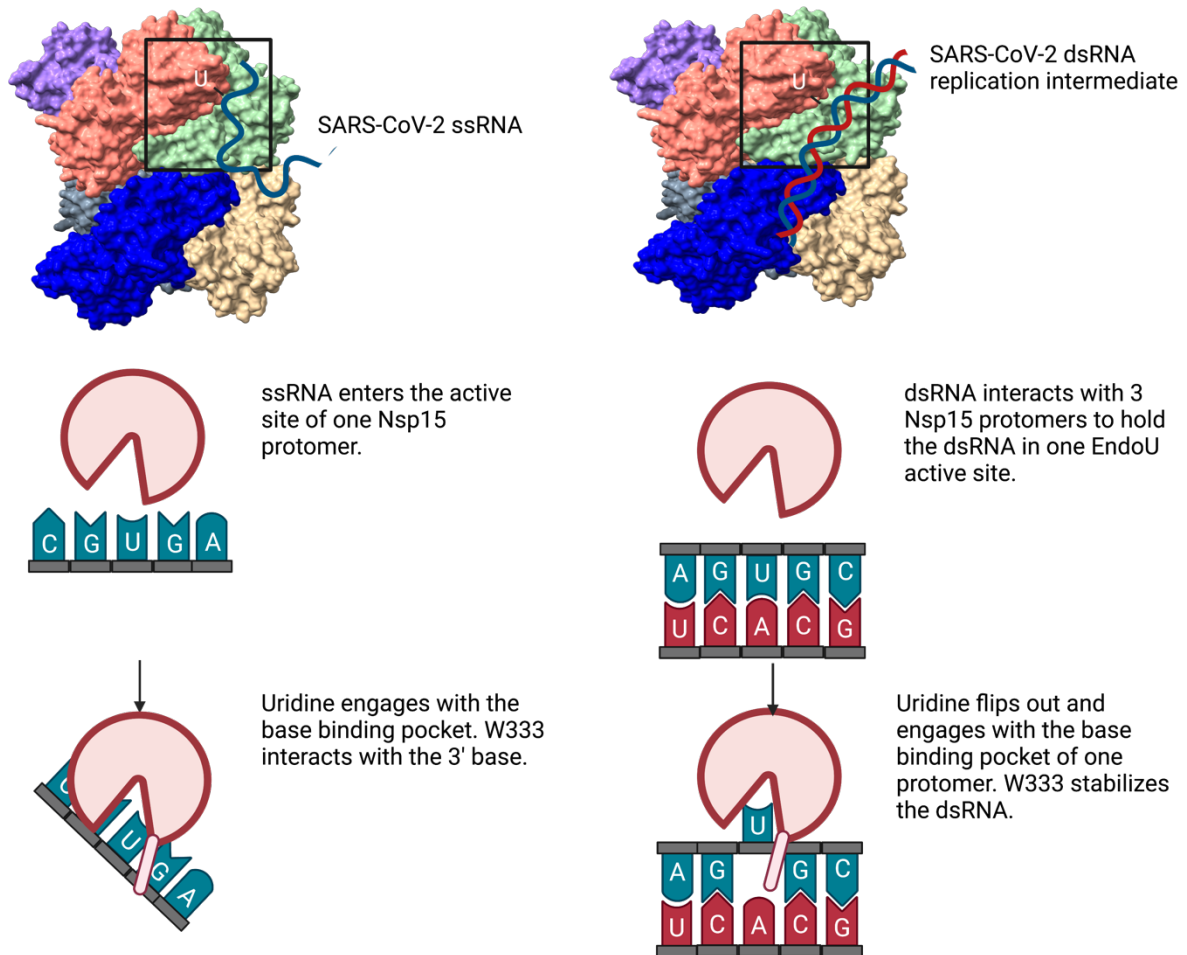 U
SARS-CoV-2 ssRNA
U
SARS-CoV-2 dsRNA
replication intermediate
ssRNA enters the active
site of one Nsp15
protomer.
C G U G A
dsRNA interacts with 3
Nsp15 protomers to hold
the dsRNA in one EndoU
active site.
A G U G C
U C A C G
Uridine engages with the
base binding pocket. W333
interacts with the 3' base.
U G A
Uridine flips out and
engages with the base
binding pocket of one
protomer. W333 stabilizes
the dsRNA.
U
A G G C
U C A C G